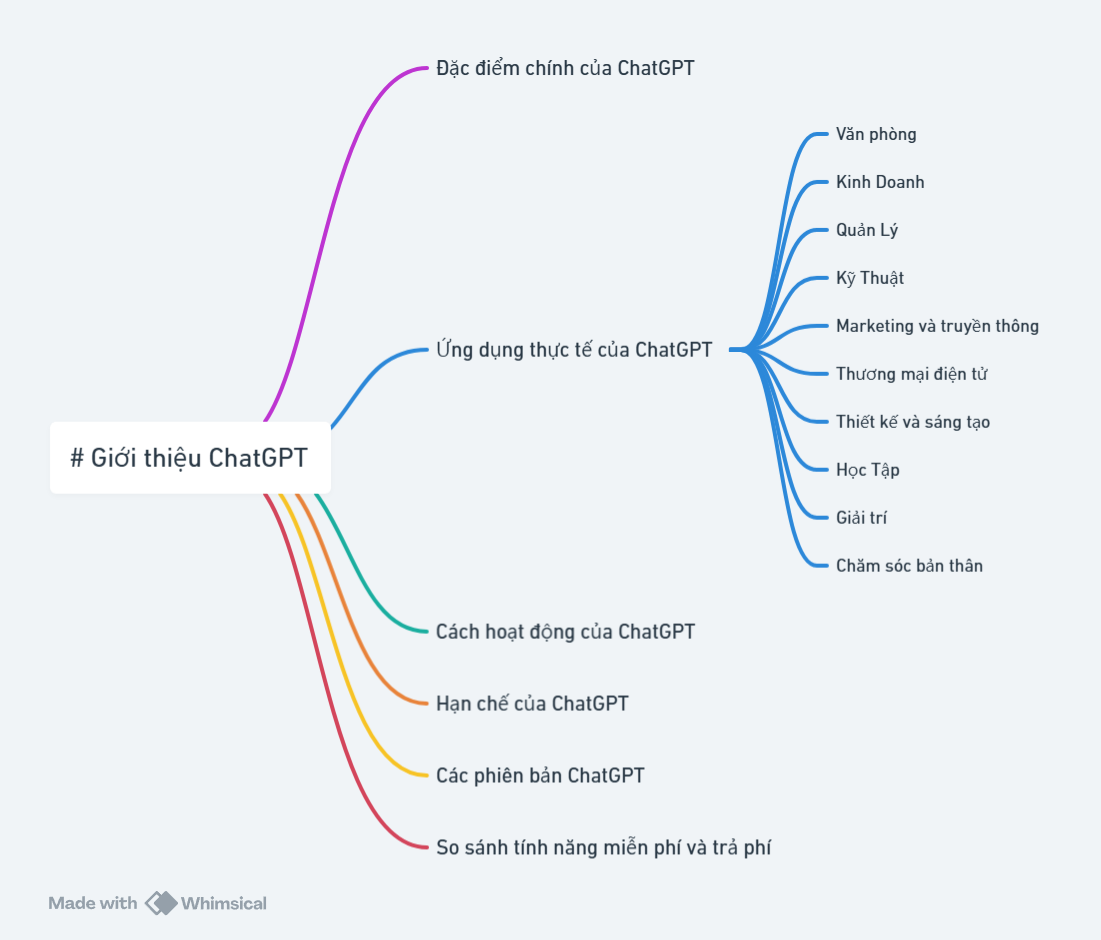 Đặc điểm chính của ChatGPT
Văn phòng
Kinh Doanh
Quản Lý
Kỹ Thuật
Marketing và truyền thông
Ứng dụng thực tế của ChatGPT
Thương mại điện tử
Thiết kế và sáng tạo
# Giới thiệu ChatGPT
Học Tập
Giải trí
Chăm sóc bản thân
Cách hoạt động của ChatGPT
Hạn chế của ChatGPT
Các phiên bản ChatGPT
So sánh tính năng miễn phí và trả phí
Made with Whimsical